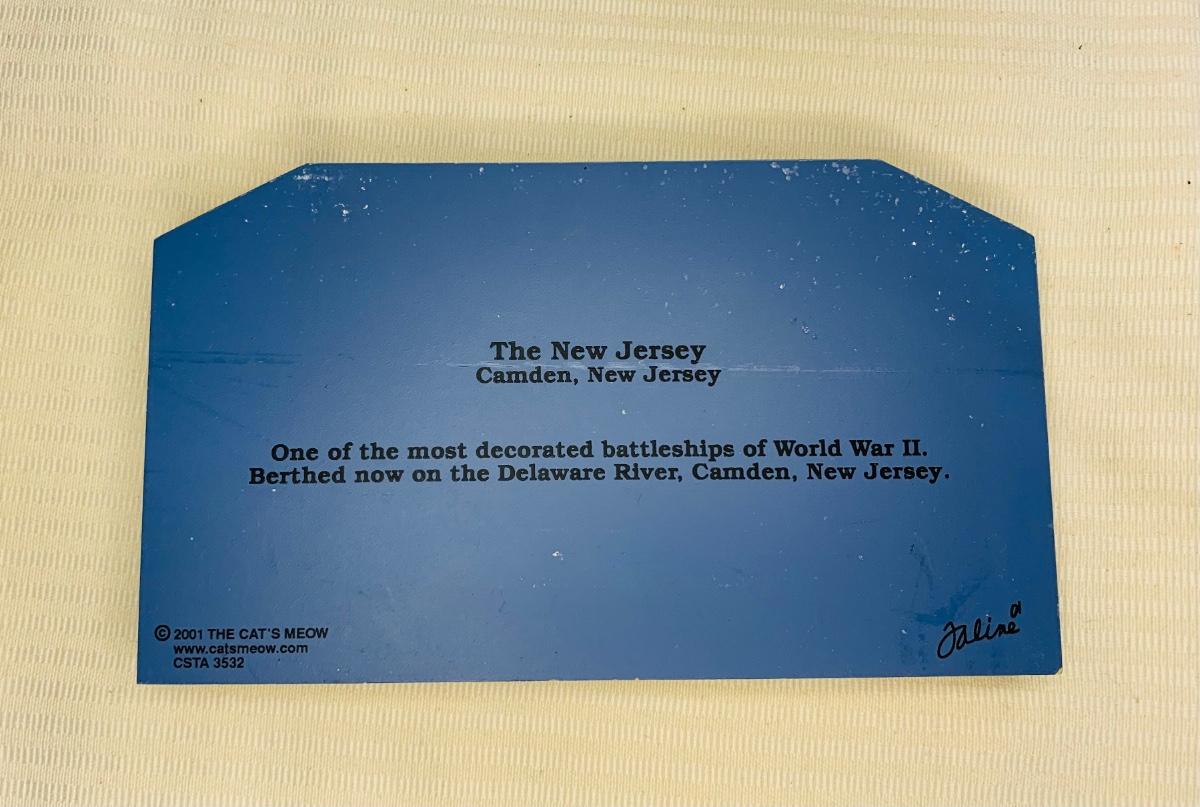 The New Jersey
Camden, New Jersey
One of the most decorated battleships of World War II.
Berthed now on the Delaware River, Camden, New Jersey.
© 2001 THE CAT'S MEOW
www.catsmeow.com
CSTA 3532
Faline 01